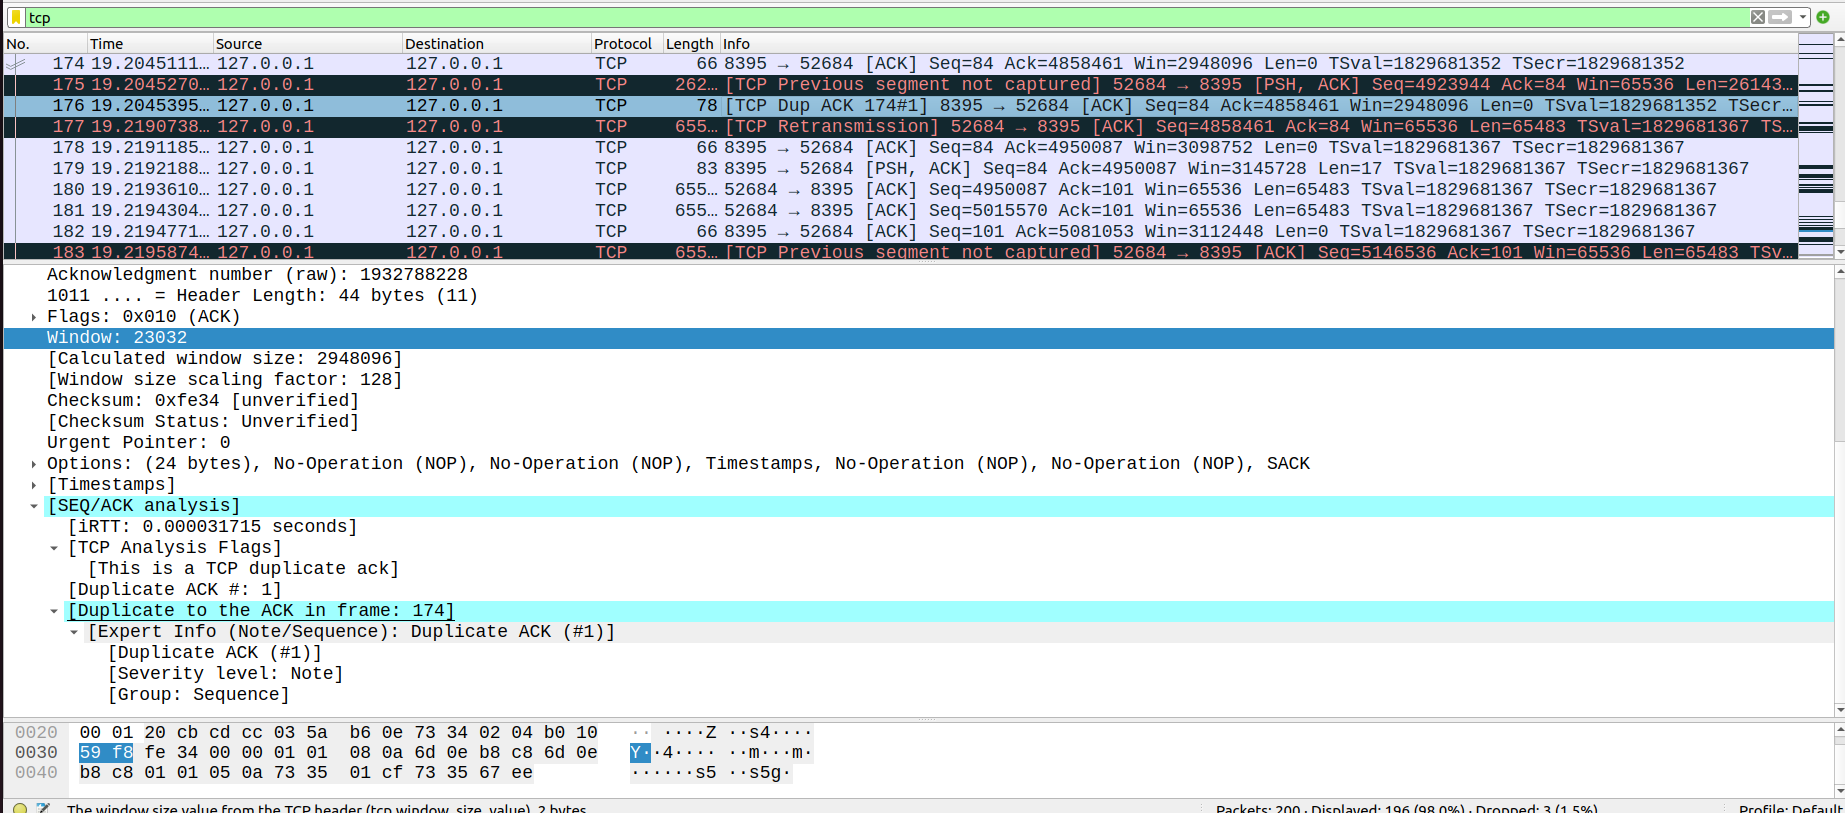 tcp
No. Time Source Destination Protocol Length Info
174 19.2045111… 127.0.0.1 127.0.0.1 TCP 66 8395 → 52684 [ACK] Seq=84 Ack=4858461 Win=2948096 Len=0 TSval=1829681352 TSecr=1829681352
175 19.2045270… 127.0.0.1 127.0.0.1 TCP 262… [TCP Previous segment not captured] 52684 → 8395 [PSH, ACK] Seq=4923944 Ack=84 Win=65536 Len=26143…
176 19.2045395… 127.0.0.1 127.0.0.1 TCP 78 [TCP Dup ACK 174#1] 8395 → 52684 [ACK] Seq=84 Ack=4858461 Win=2948096 Len=0 TSval=1829681352 TSecr…
177 19.2190738… 127.0.0.1 127.0.0.1 TCP 655… [TCP Retransmission] 52684 → 8395 [ACK] Seq=4858461 Ack=84 Win=65536 Len=65483 TSval=1829681367 TS…
178 19.2191185… 127.0.0.1 127.0.0.1 TCP 66 8395 → 52684 [ACK] Seq=84 Ack=4950087 Win=3098752 Len=0 TSval=1829681367 TSecr=1829681367
179 19.2192188… 127.0.0.1 127.0.0.1 TCP 83 8395 → 52684 [PSH, ACK] Seq=84 Ack=4950087 Win=3145728 Len=17 TSval=1829681367 TSecr=1829681367
180 19.2193610… 127.0.0.1 127.0.0.1 TCP 655… 52684 → 8395 [ACK] Seq=4950087 Ack=101 Win=65536 Len=65483 TSval=1829681367 TSecr=1829681367
181 19.2194304… 127.0.0.1 127.0.0.1 TCP 655… 52684 → 8395 [ACK] Seq=5015570 Ack=101 Win=65536 Len=65483 TSval=1829681367 TSecr=1829681367
182 19.2194771… 127.0.0.1 127.0.0.1 TCP 66 8395 → 52684 [ACK] Seq=101 Ack=5081053 Win=3112448 Len=0 TSval=1829681367 TSecr=1829681367
183 19.2195874… 127.0.0.1 127.0.0.1 TCP 655… [TCP Previous segment not captured] 52684 → 8395 [ACK] Seq=5146536 Ack=101 Win=65536 Len=65483 TSv…
Acknowledgment number (raw): 1932788228
1011 .... = Header Length: 44 bytes (11)
Flags: 0x010 (ACK)
Window: 23032
[Calculated window size: 2948096]
[Window size scaling factor: 128]
Checksum: 0xfe34 [unverified]
[Checksum Status: Unverified]
Urgent Pointer: 0
Options: (24 bytes), No-Operation (NOP), No-Operation (NOP), Timestamps, No-Operation (NOP), No-Operation (NOP), SACK
[Timestamps]
[SEQ/ACK analysis]
[iRTT: 0.000031715 seconds]
[TCP Analysis Flags]
[This is a TCP duplicate ack]
[Duplicate ACK #: 1]
[Duplicate to the ACK in frame: 174]
[Expert Info (Note/Sequence): Duplicate ACK (#1)]
[Duplicate ACK (#1)]
[Severity level: Note]
[Group: Sequence]
0020 00 01 20 cb cd cc 03 5a b6 0e 73 34 02 04 b0 10 ·· ····Z ··s4····
0030 59 f8 fe 34 00 00 01 01 08 0a 6d 0e b8 c8 6d 0e Y··4···· ··m···m·
0040 b8 c8 01 01 05 0a 73 35 01 cf 73 35 67 ee ······s5 ··s5g·
The window size value from the TCP header (tcp.window_size_value), 2 bytes Packets: 200 · Displayed: 196 (98.0%) · Dropped: 3 (1.5%) Profile: Default